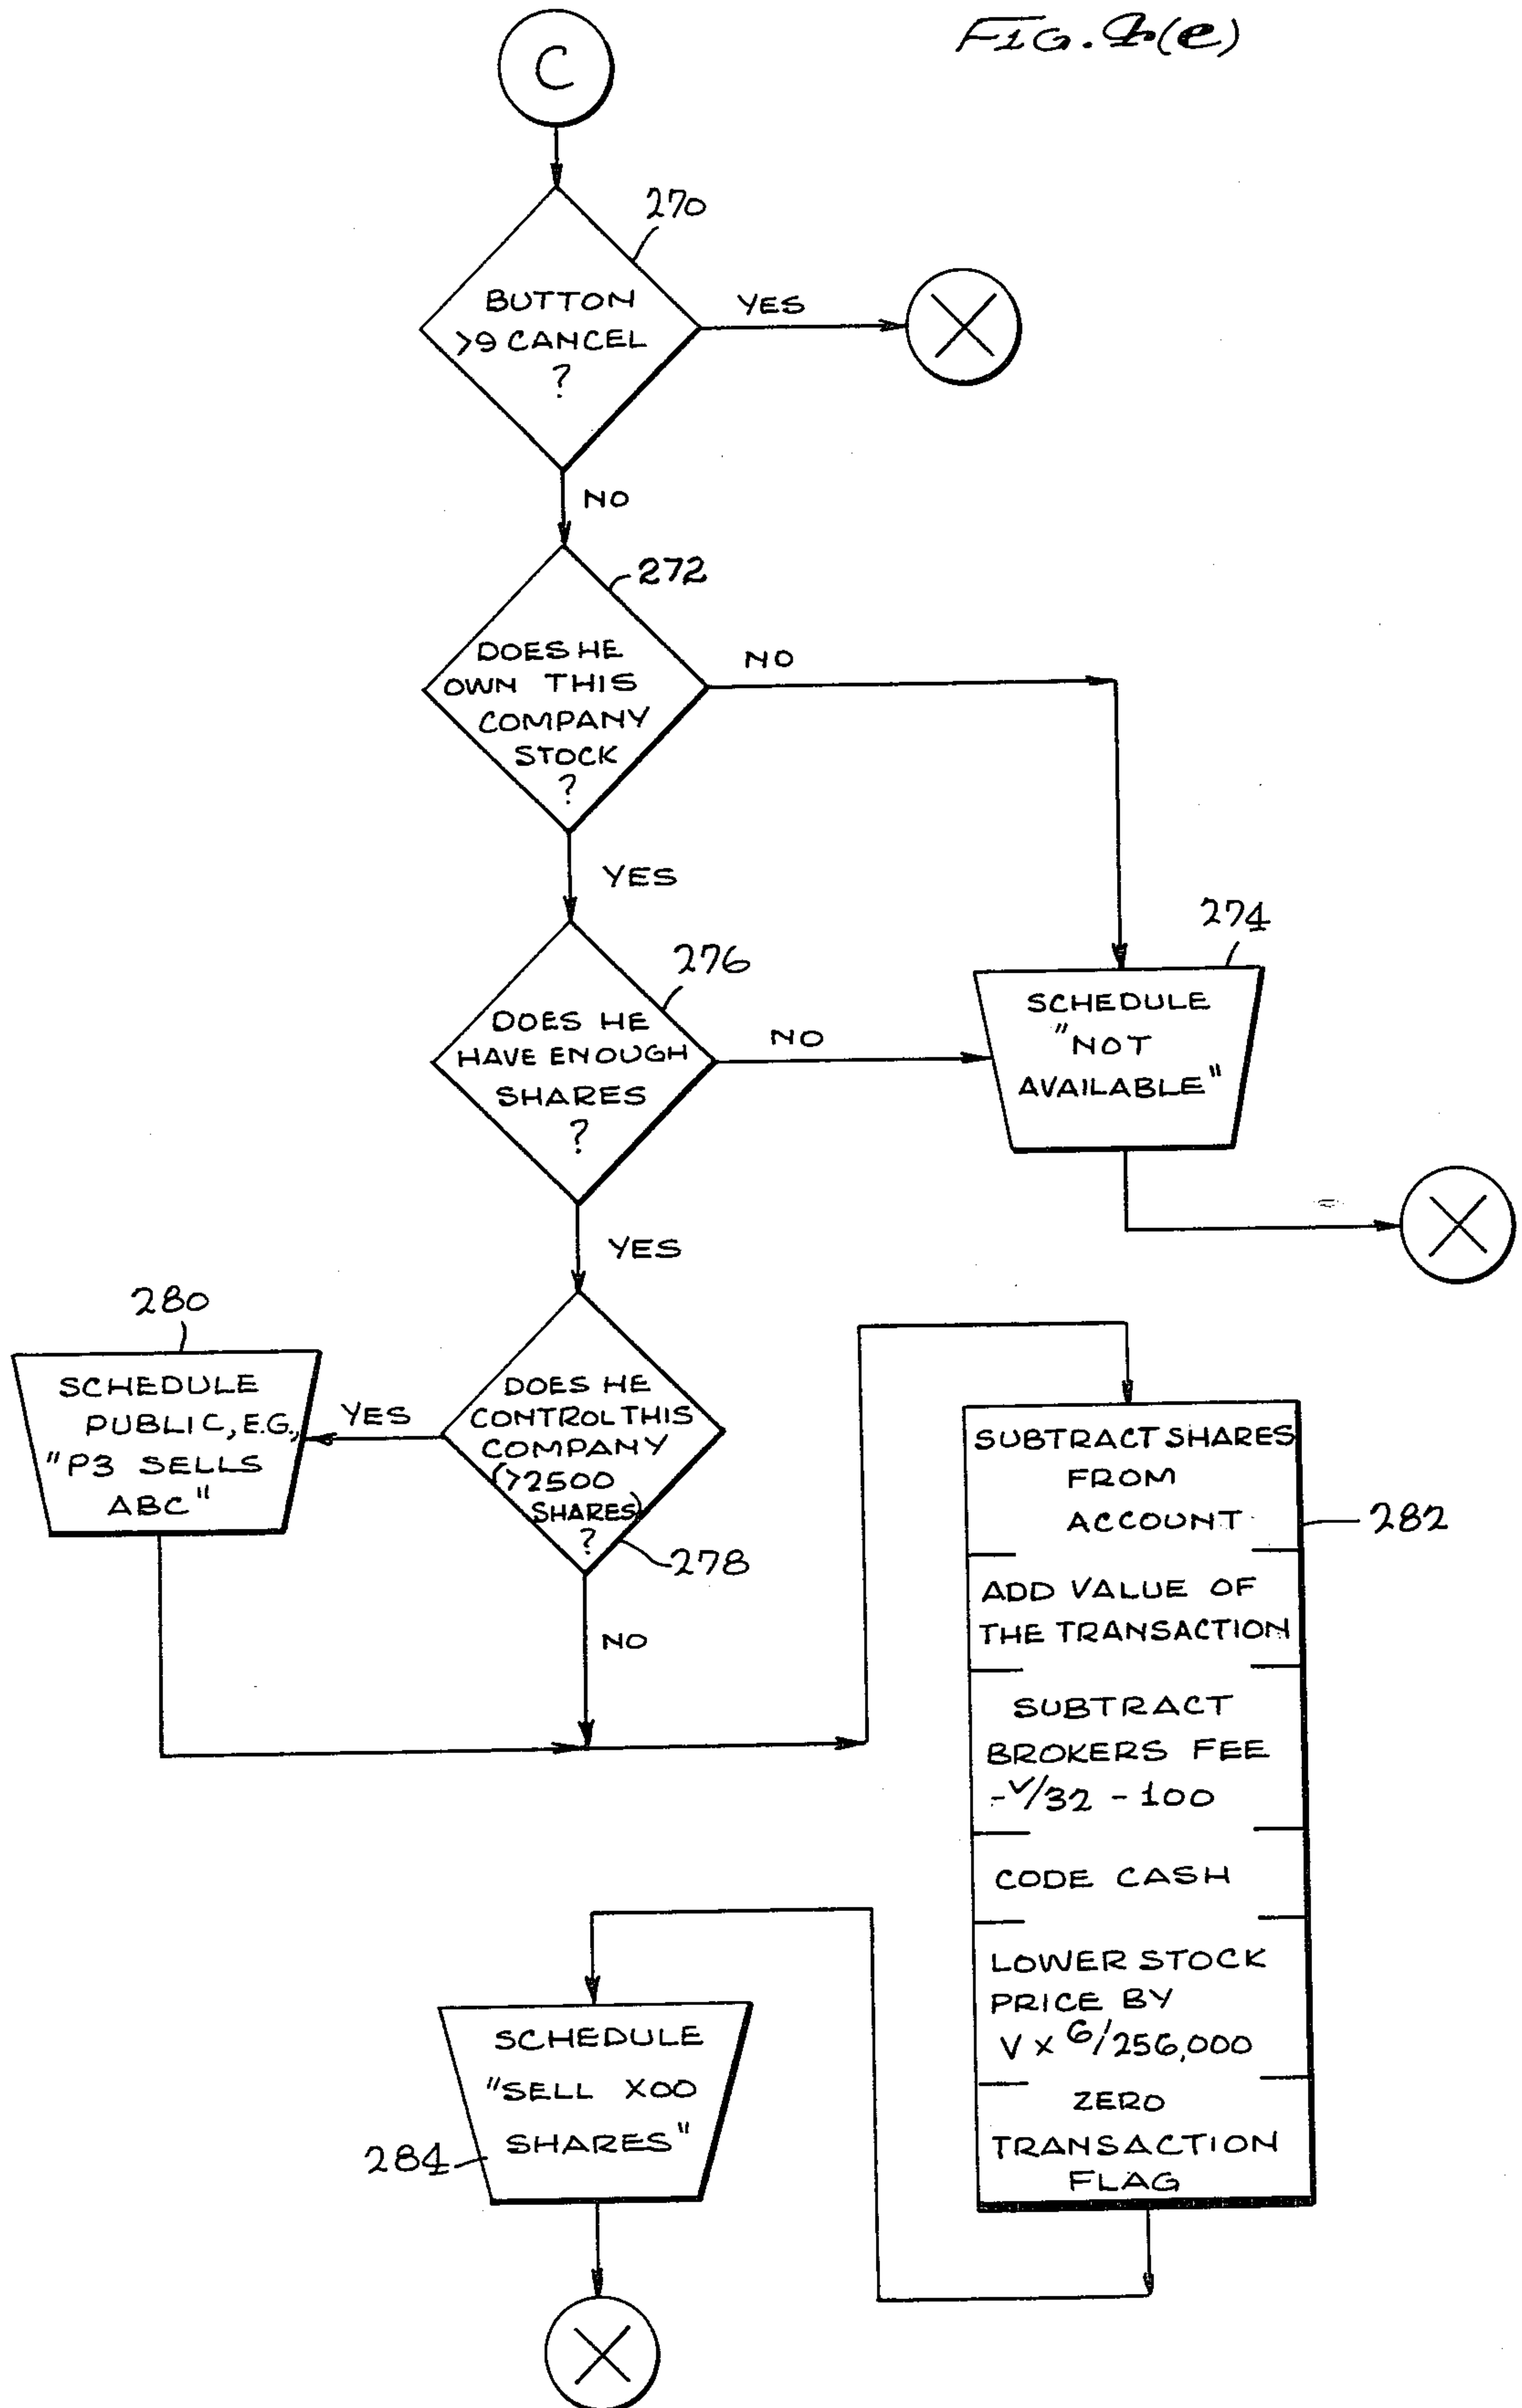 FIG. 4(e)
C
270
BUTTON
>9 CANCEL
?
YES
X
NO
272
DOES HE
OWN THIS
COMPANY
STOCK
?
NO
YES
274
SCHEDULE
"NOT
AVAILABLE"
X
276
DOES HE
HAVE ENOUGH
SHARES
?
NO
YES
280
SCHEDULE
PUBLIC, E.G.,
"P3 SELLS
ABC"
YES
DOES HE
CONTROL THIS
COMPANY
(>2500
SHARES)
?
278
NO
SUBTRACT SHARES
FROM
ACCOUNT
282
ADD VALUE OF
THE TRANSACTION
SUBTRACT
BROKERS FEE
-V/32 - 100
CODE CASH
LOWER STOCK
PRICE BY
V x 6/256,000
ZERO
TRANSACTION
FLAG
SCHEDULE
"SELL X00
SHARES"
284
X